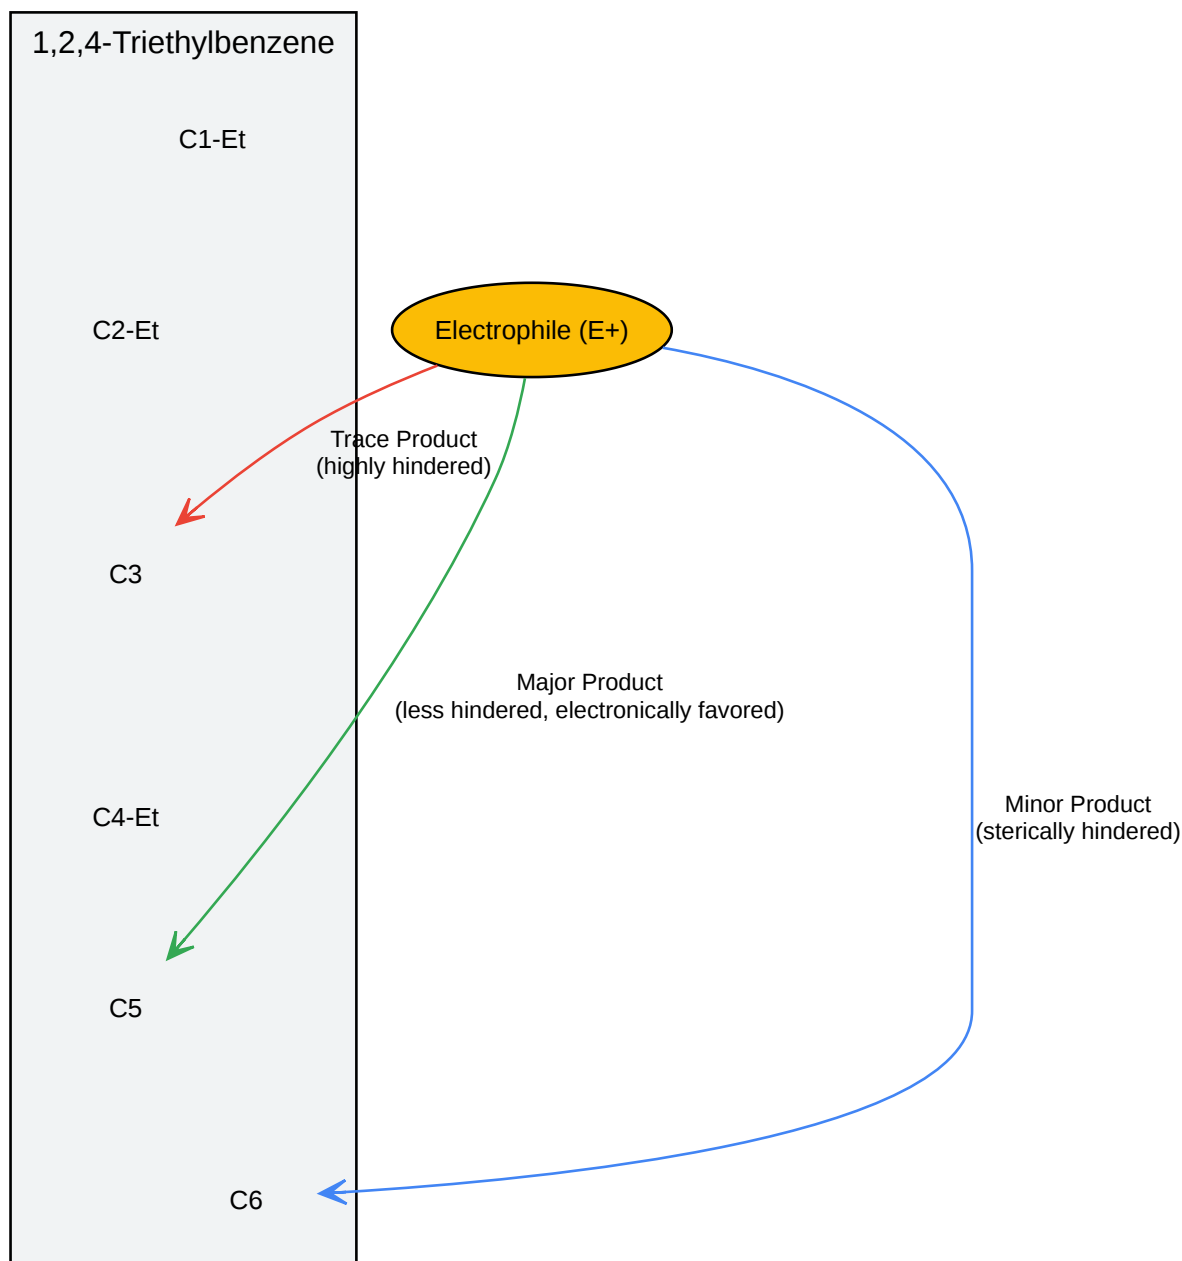 1,2,4-Triethylbenzene
C1-Et
C2-Et
Electrophile (E+)
Trace Product
(highly hindered)
C3
Major Product
(less hindered, electronically favored)
C4-Et
Minor Product
(sterically hindered)
C5
C6